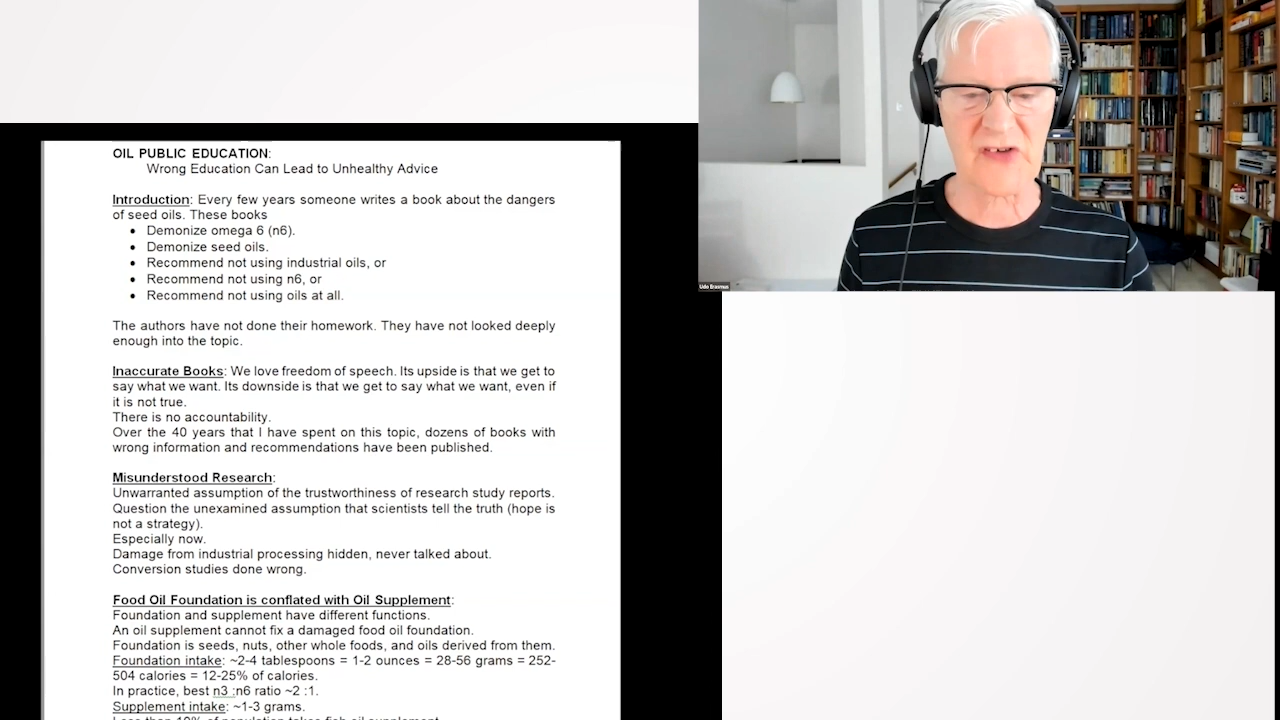 OIL PUBLIC EDUCATION:
Wrong Education Can Lead to Unhealthy Advice
Introduction: Every few years someone writes a book about the dangers
of seed oils. These books
• Demonize omega 6 (n6).
• Demonize seed oils.
• Recommend not using industrial oils, or
• Recommend not using n6, or
• Recommend not using oils at all.
The authors have not done their homework. They have not looked deeply
enough into the topic.
Inaccurate Books: We love freedom of speech. Its upside is that we get to
say what we want. Its downside is that we get to say what we want, even if
it is not true.
There is no accountability.
Over the 40 years that I have spent on this topic, dozens of books with
wrong information and recommendations have been published.
Misunderstood Research:
Unwarranted assumption of the trustworthiness of research study reports.
Question the unexamined assumption that scientists tell the truth (hope is
not a strategy).
Especially now.
Damage from industrial processing hidden, never talked about.
Conversion studies done wrong.
Food Oil Foundation is conflated with Oil Supplement:
Foundation and supplement have different functions.
An oil supplement cannot fix a damaged food oil foundation.
Foundation is seeds, nuts, other whole foods, and oils derived from them.
Foundation intake: ~2-4 tablespoons = 1-2 ounces = 28-56 grams = 252-
504 calories = 12-25% of calories.
In practice, best n3 :n6 ratio ~2 :1.
Supplement intake: ~1-3 grams.
Less than 10% of population takes fish oil supplement
Udo Erasmus